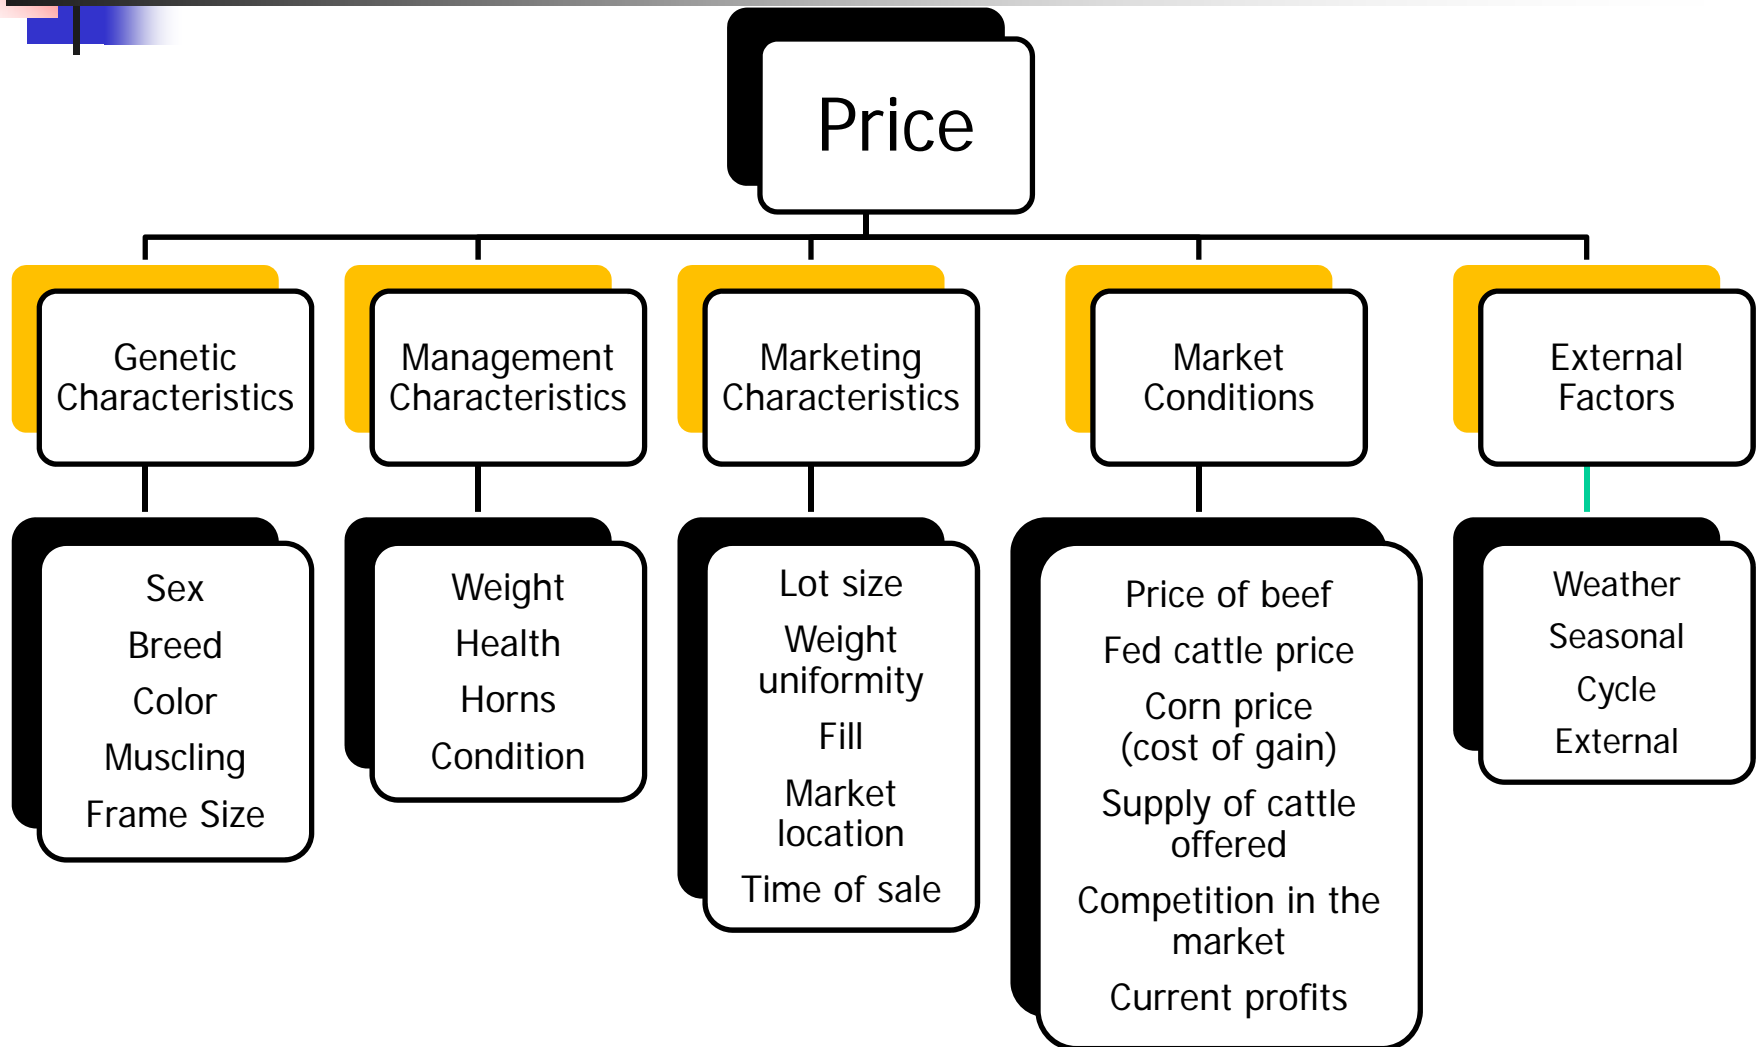 Price
Genetic
Characteristics
Management
Characteristics
Marketing
Characteristics
Market
Conditions
External
Factors
Sex
Breed
Color
Muscling
Frame Size
Weight
Health
Horns
Condition
Lot size
Weight
uniformity
Fill
Market
location
Time of sale
Price of beef
Fed cattle price
Corn price
(cost of gain)
Supply of cattle
offered
Competition in the
market
Current profits
Weather
Seasonal
Cycle
External